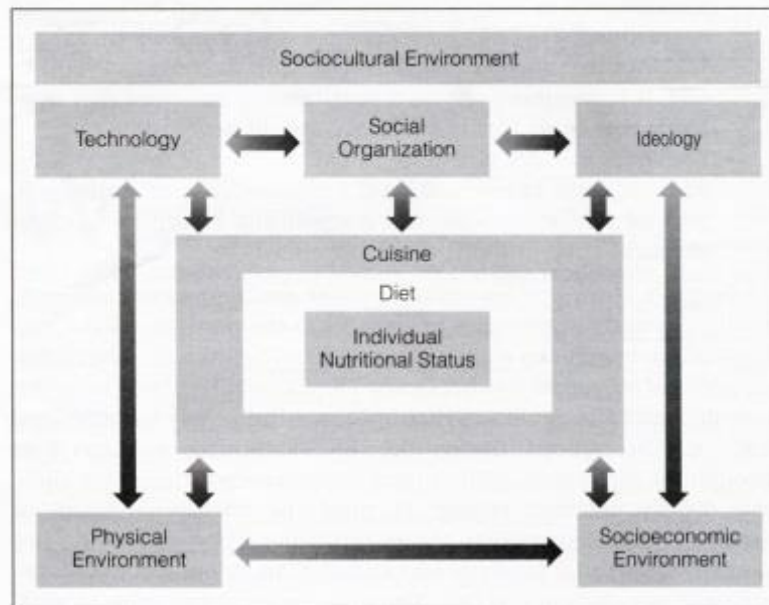 Sociocultural Environment
Technology
Social
Organization
Ideology
Cuisine
Diet
Individual
Nutritional Status
Physical
Environment
Socioeconomic
Environment